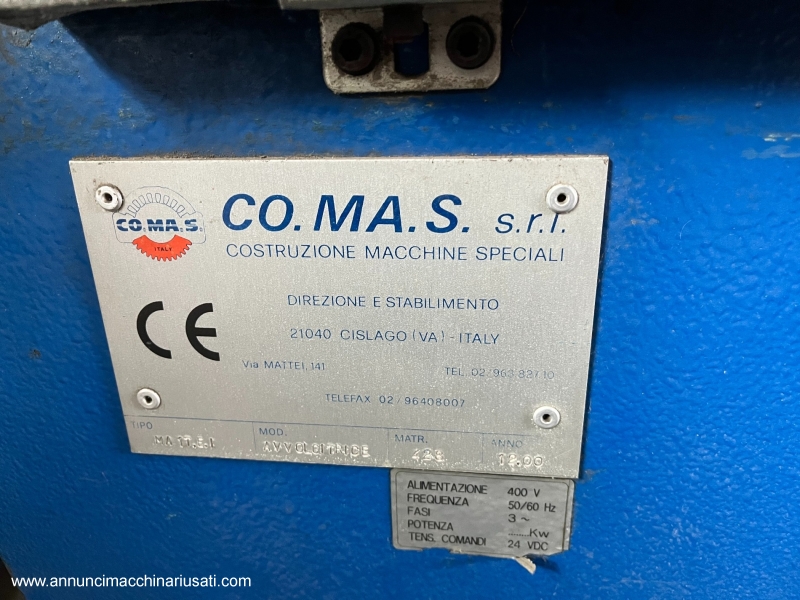 CO.MA.S.
ITALY
CO.MA.S. s.r.l.
COSTRUZIONE MACCHINE SPECIALI
DIREZIONE E STABILIMENTO
21040 CISLAGO (VA) - ITALY
Via MATTEI, 141
TELEFAX 02/96408007
TIPO MOD. MATR. ANNO
AVVOLGITRICE
ALIMENTAZIONE 400 V
FREQUENZA 50/60 Hz
FASI 3 ~
POTENZA ........Kw
TENS. COMANDI 24 VDC
CE
www.annuncimacchinariusati.com